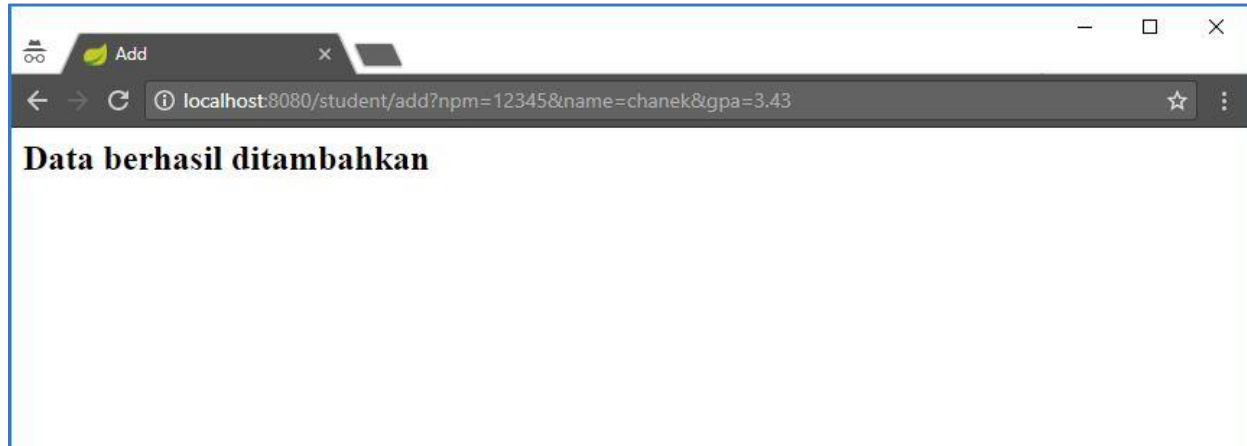 Add
localhost:8080/student/add?npm=12345&name=chanek&gpa=3.43
Data berhasil ditambahkan